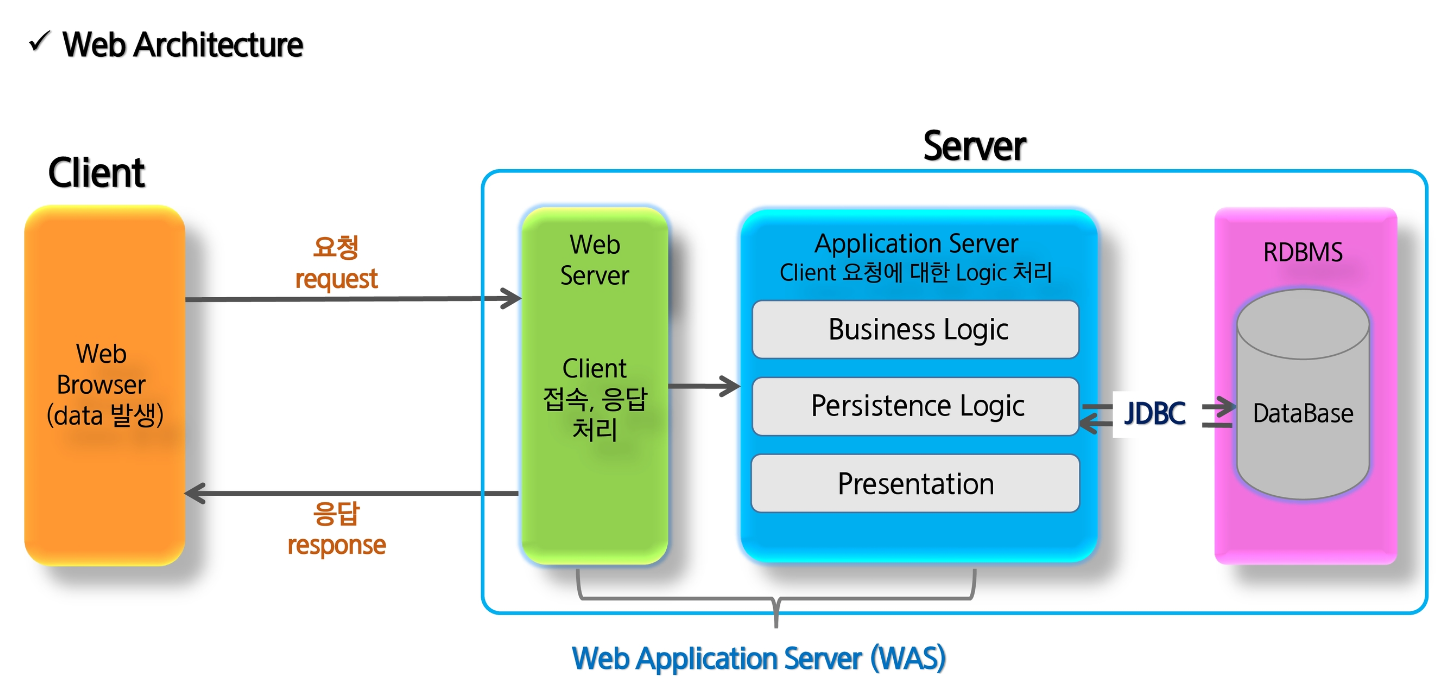 ✓ Web Architecture
Client
Server
Web
Browser
(data 발생)
요청
request
응답
response
Web
Server
Client
접속, 응답
처리
Application Server
Client 요청에 대한 Logic 처리
Business Logic
Persistence Logic
Presentation
JDBC
RDBMS
DataBase
Web Application Server (WAS)